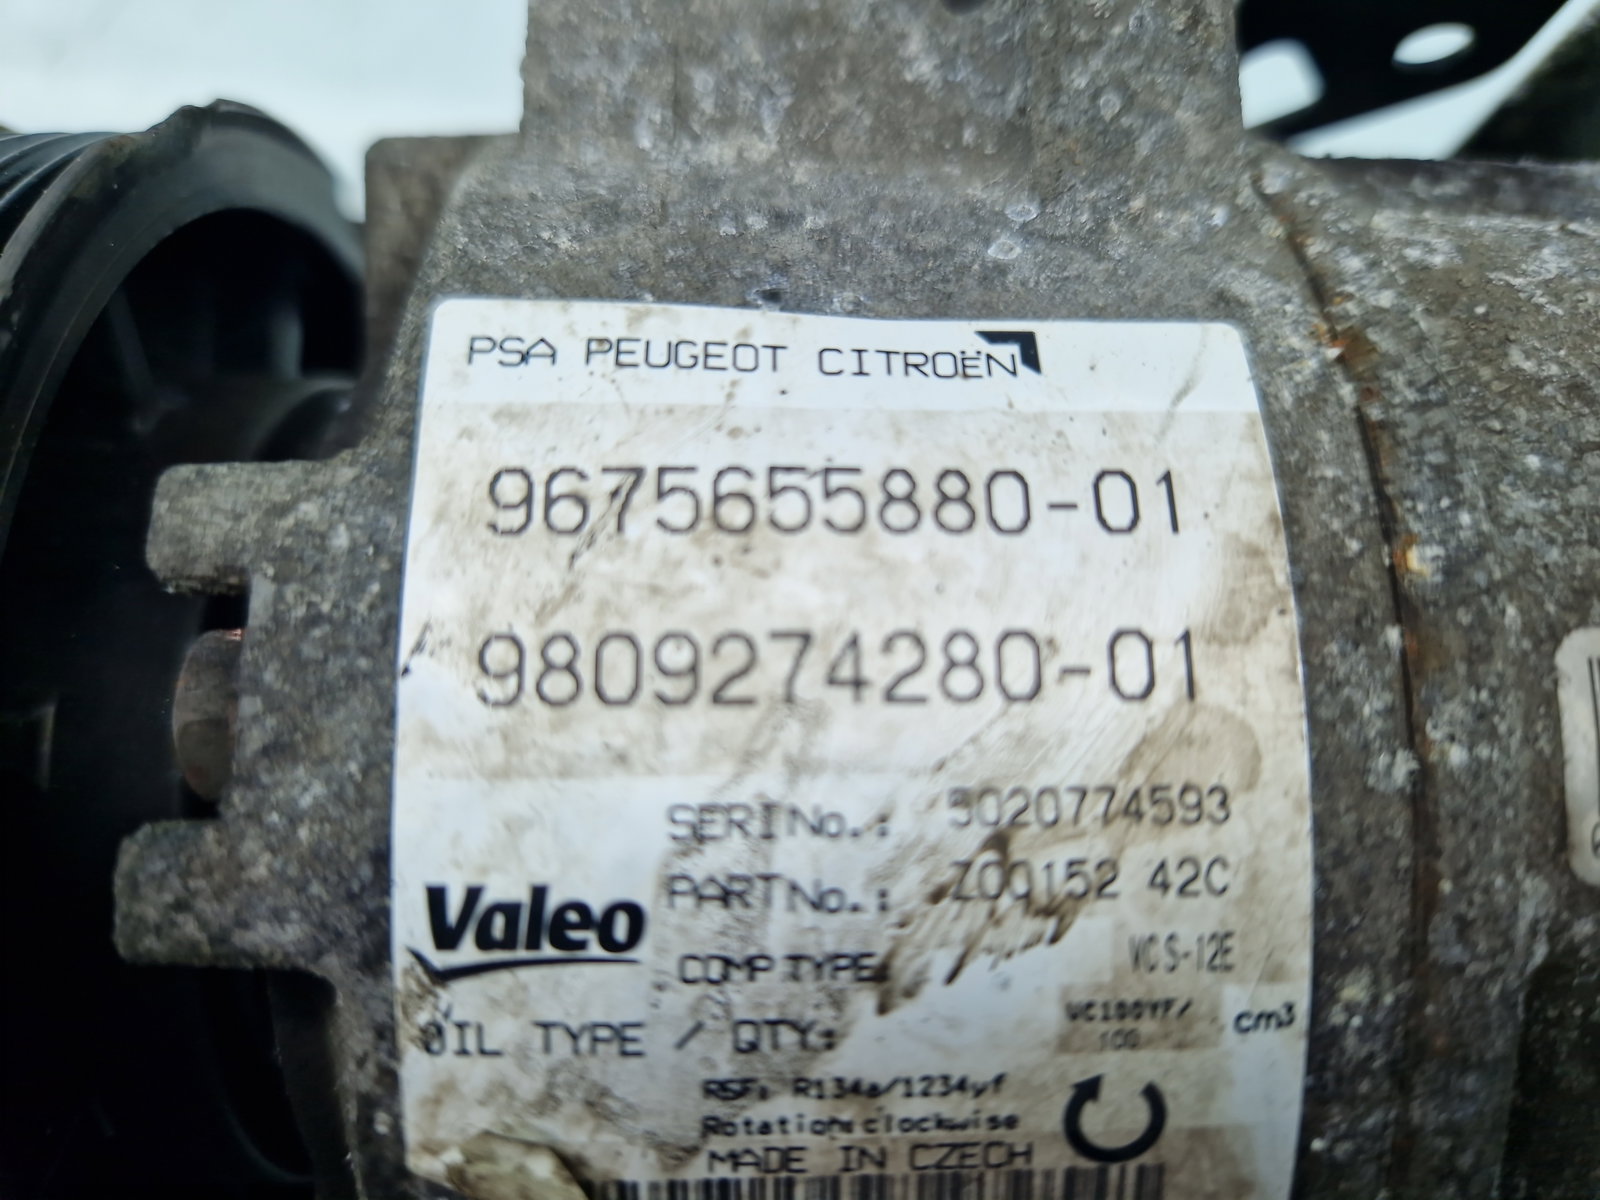 PSA PEUGEOT CITROËN
9675655880-01
9809274280-01
SERI No.: 5020774593
PART No.: Z00152 42C
Valeo
COMP TYPE: VCS-12E
OIL TYPE / QTY: VC100YF/ 100 cm3
RSF: R134a/1234yf
Rotation:clockwise
MADE IN CZECH